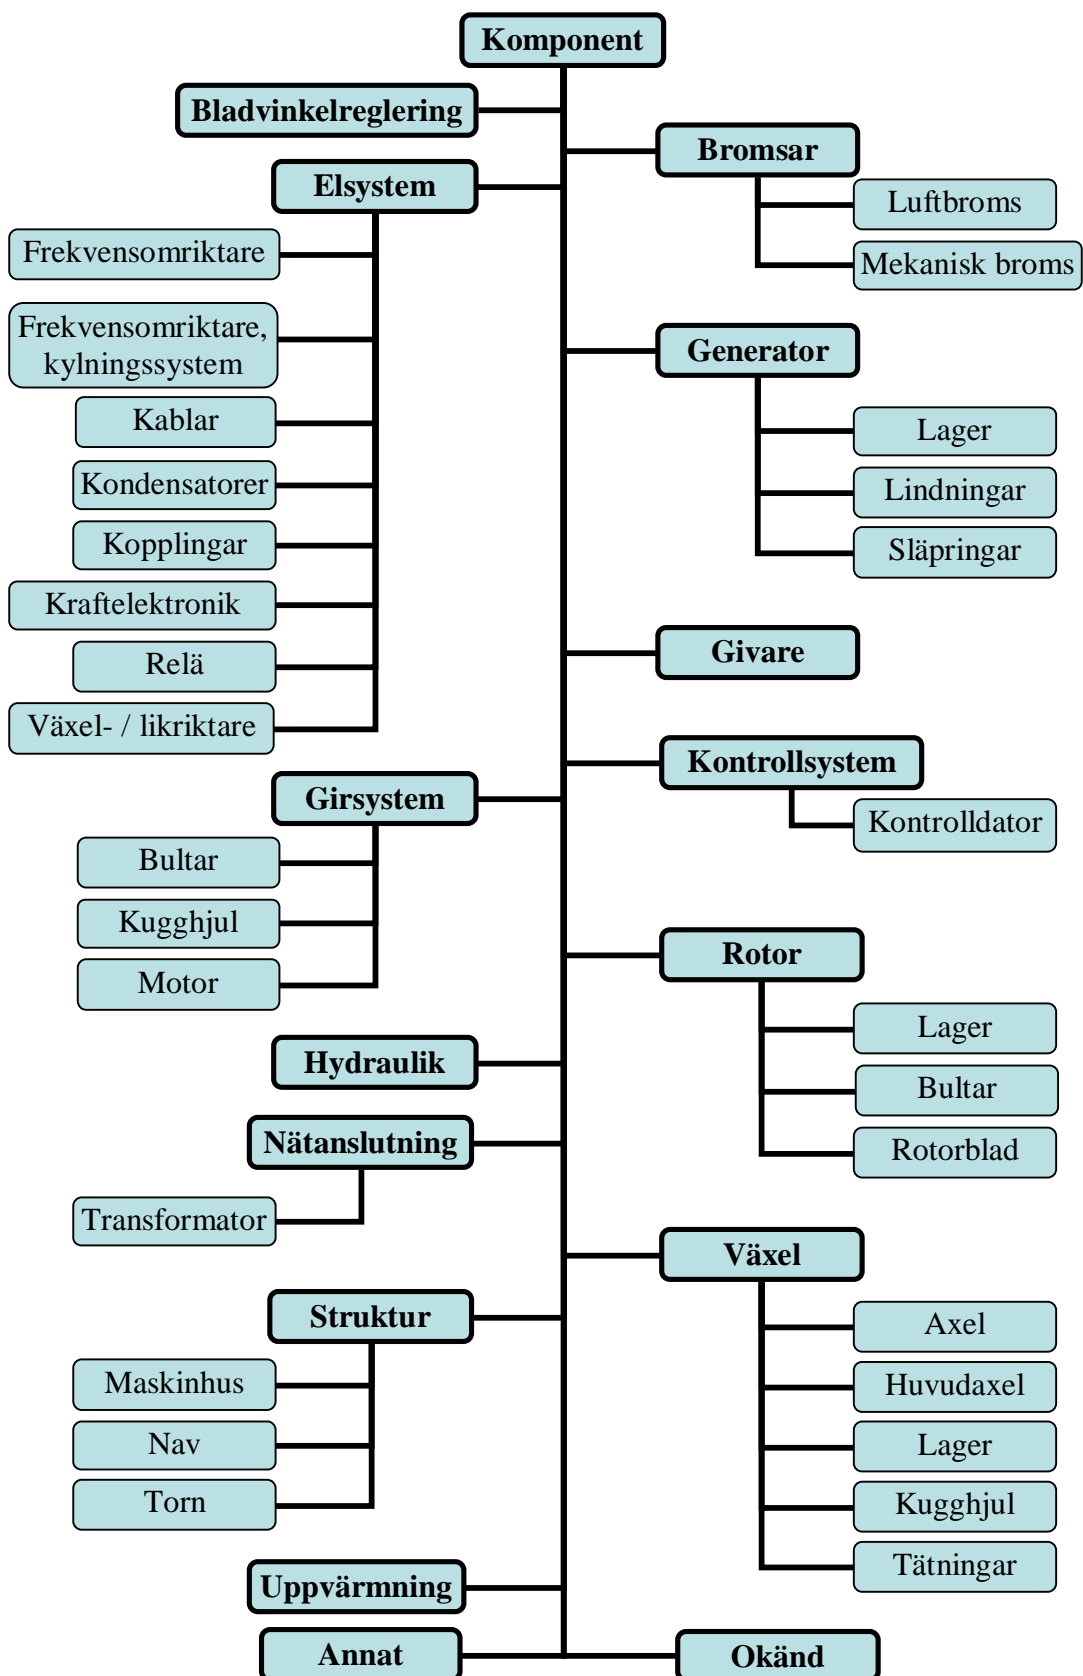 Komponent
Bladvinkelreglering
Bromsar
Luftbroms
Mekanisk broms
Elsystem
Frekvensomriktare
Frekvensomriktare,
kylningssystem
Kablar
Kondensatorer
Kopplingar
Kraftelektronik
Relä
Växel- / likriktare
Generator
Lager
Lindningar
Släpringar
Givare
Kontrollsystem
Kontrolldator
Girsystem
Bultar
Kugghjul
Motor
Rotor
Lager
Bultar
Rotorblad
Hydraulik
Nätanslutning
Transformator
Växel
Axel
Huvudaxel
Lager
Kugghjul
Tätningar
Struktur
Maskinhus
Nav
Torn
Uppvärmning
Annat
Okänd